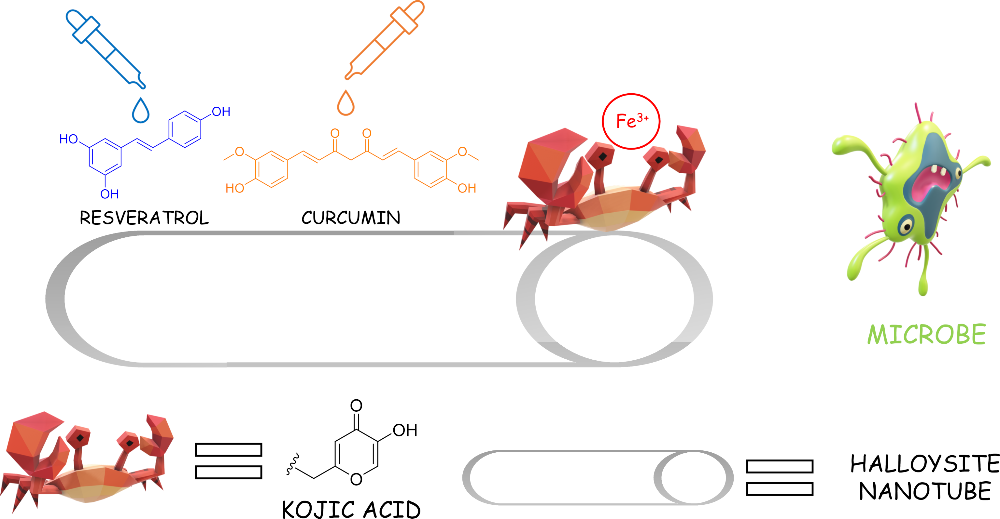 OH
HO
OH
RESVERATROL
O
O
O
O
HO
OH
CURCUMIN
Fe³⁺
MICROBE
O
OH
O
KOJIC ACID
HALLOYSITE
NANOTUBE